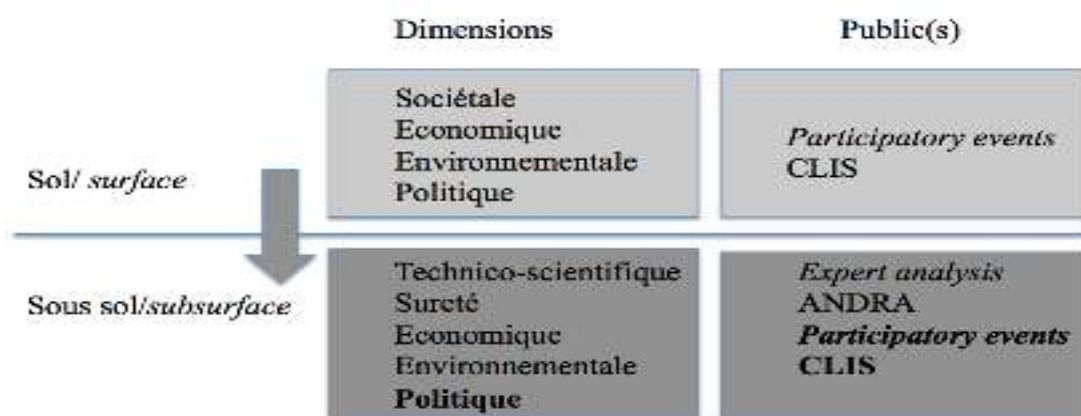 Dimensions Public(s)
Sociétale
Economique
Environnementale
Politique
Participatory events
CLIS
Sol/ surface
Technico-scientifique
Sureté
Economique
Environnementale
Politique
Expert analysis
ANDRA
Participatory events
CLIS
Sous sol/subsurface